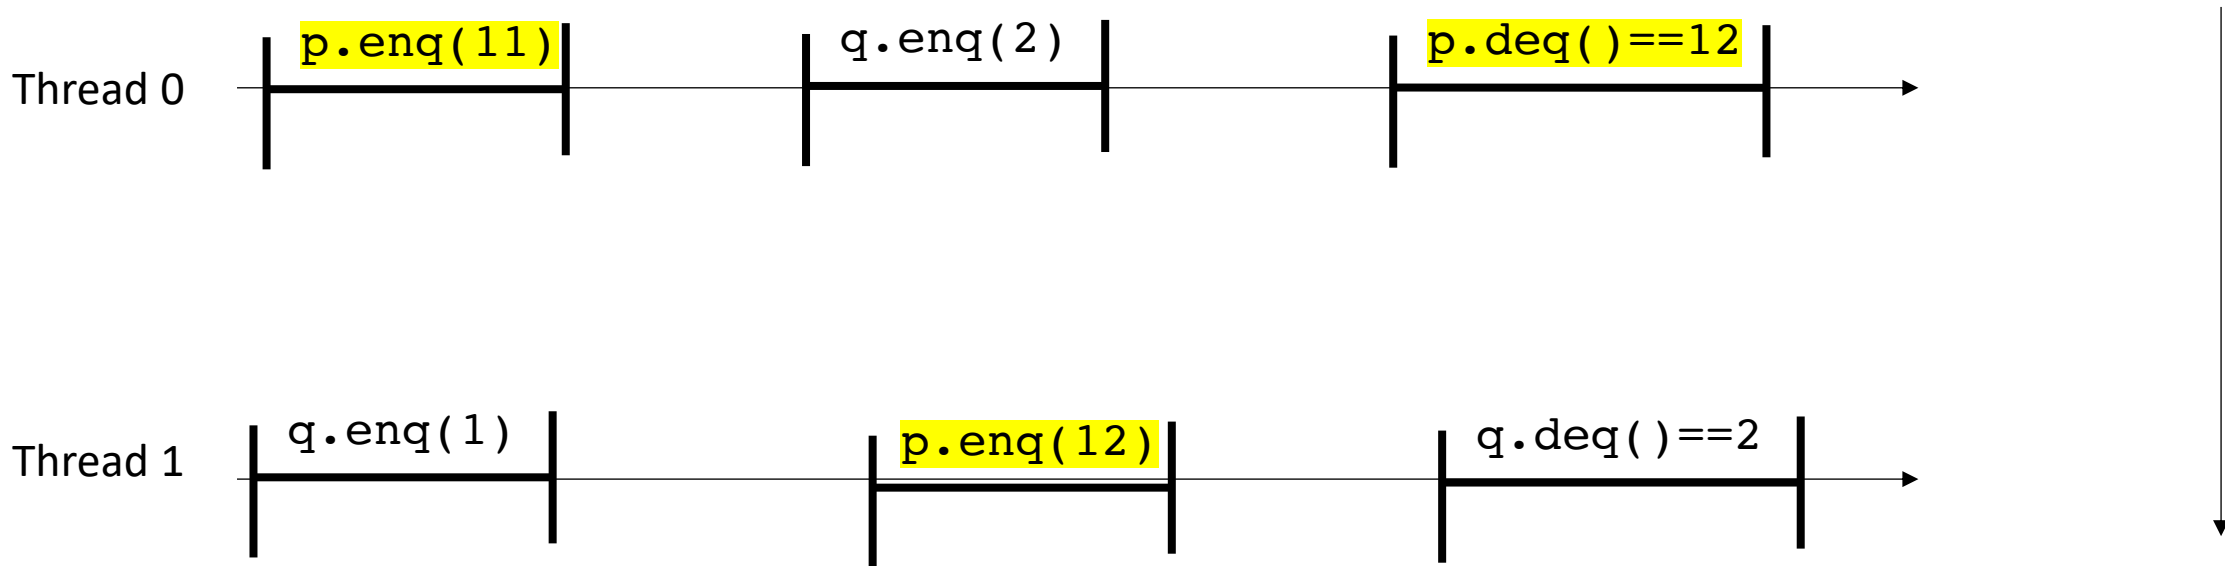 Thread 0 p.enq(11) q.enq(2) p.deq()==12
Thread 1 q.enq(1) p.enq(12) q.deq()==2